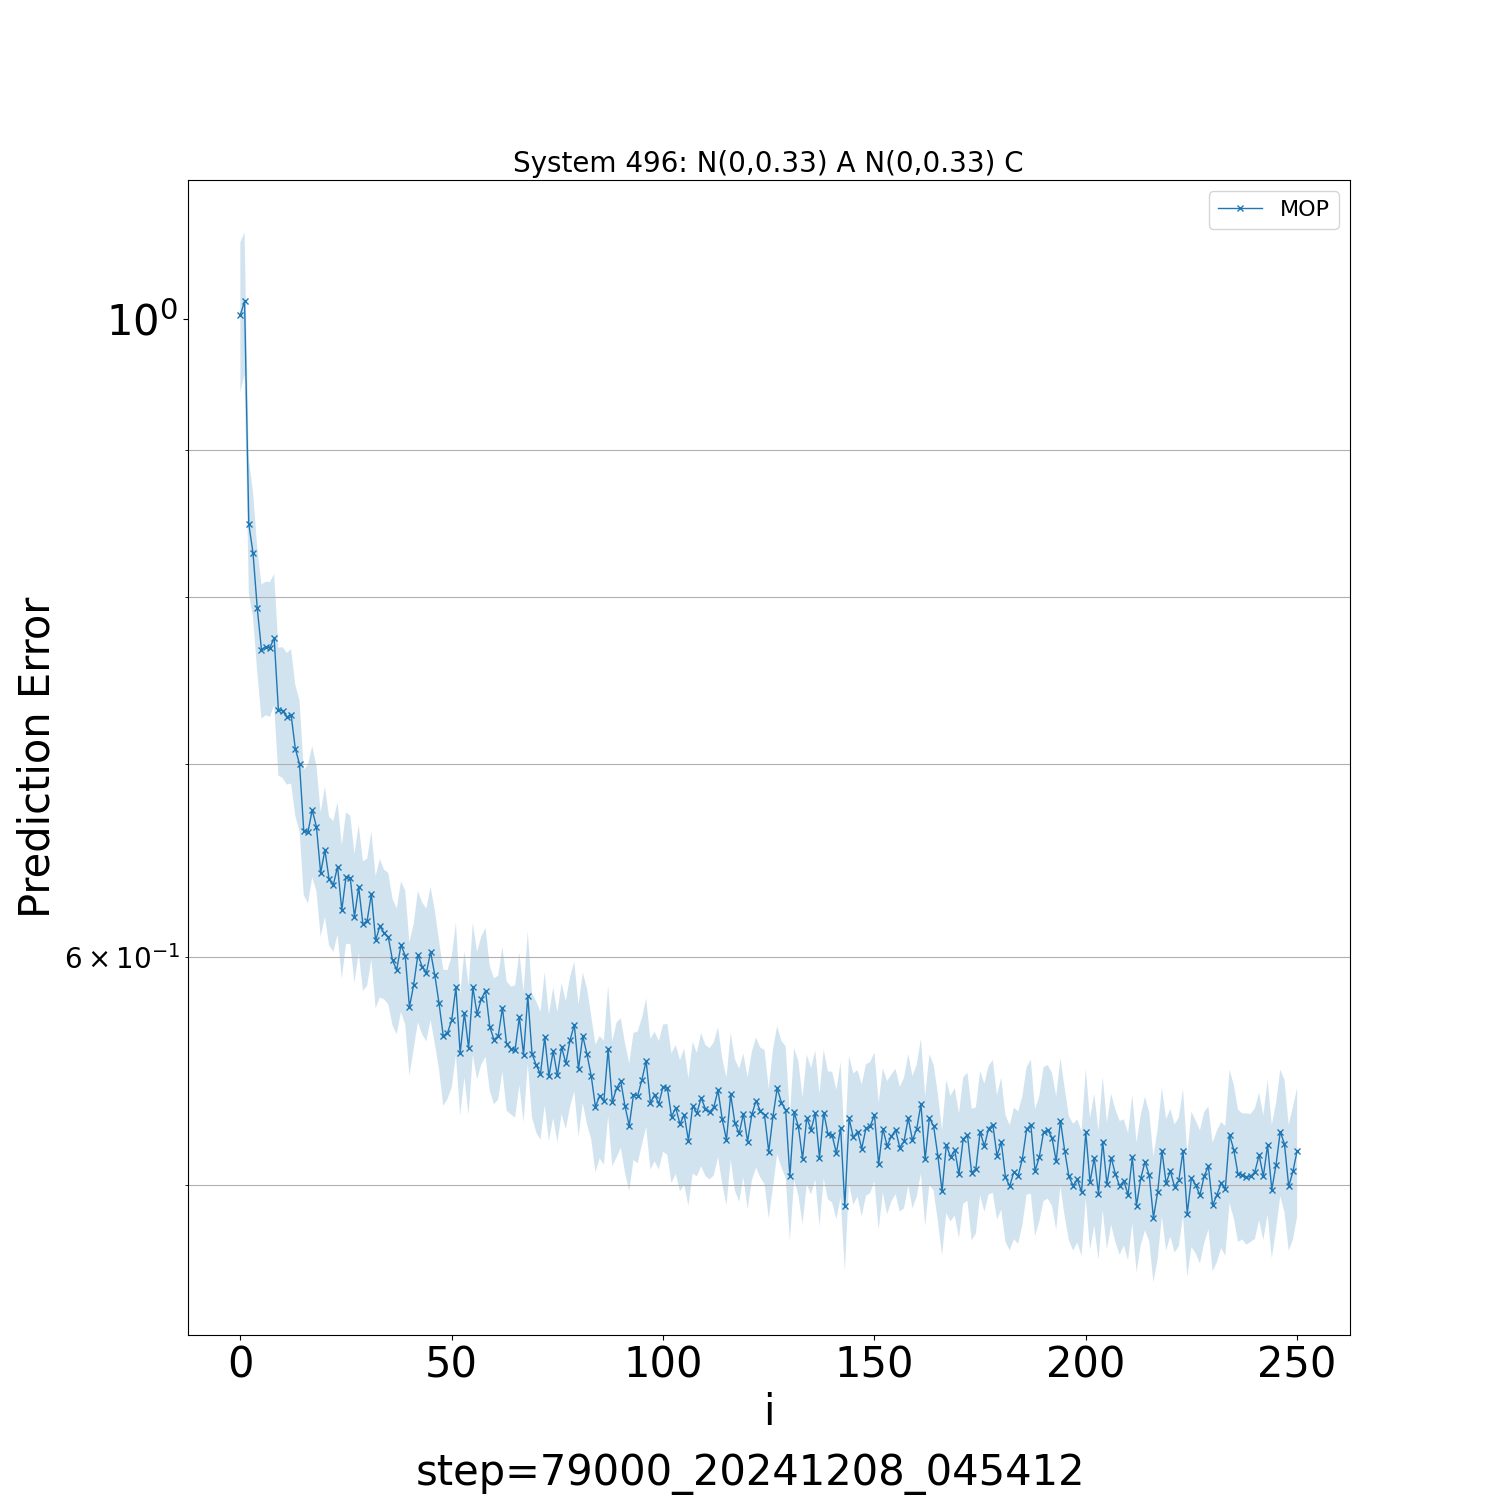 System 496: N(0,0.33) A N(0,0.33) C
MOP
10⁰
6 × 10⁻¹
Prediction Error
0 50 100 150 200 250
i
step=79000_20241208_045412